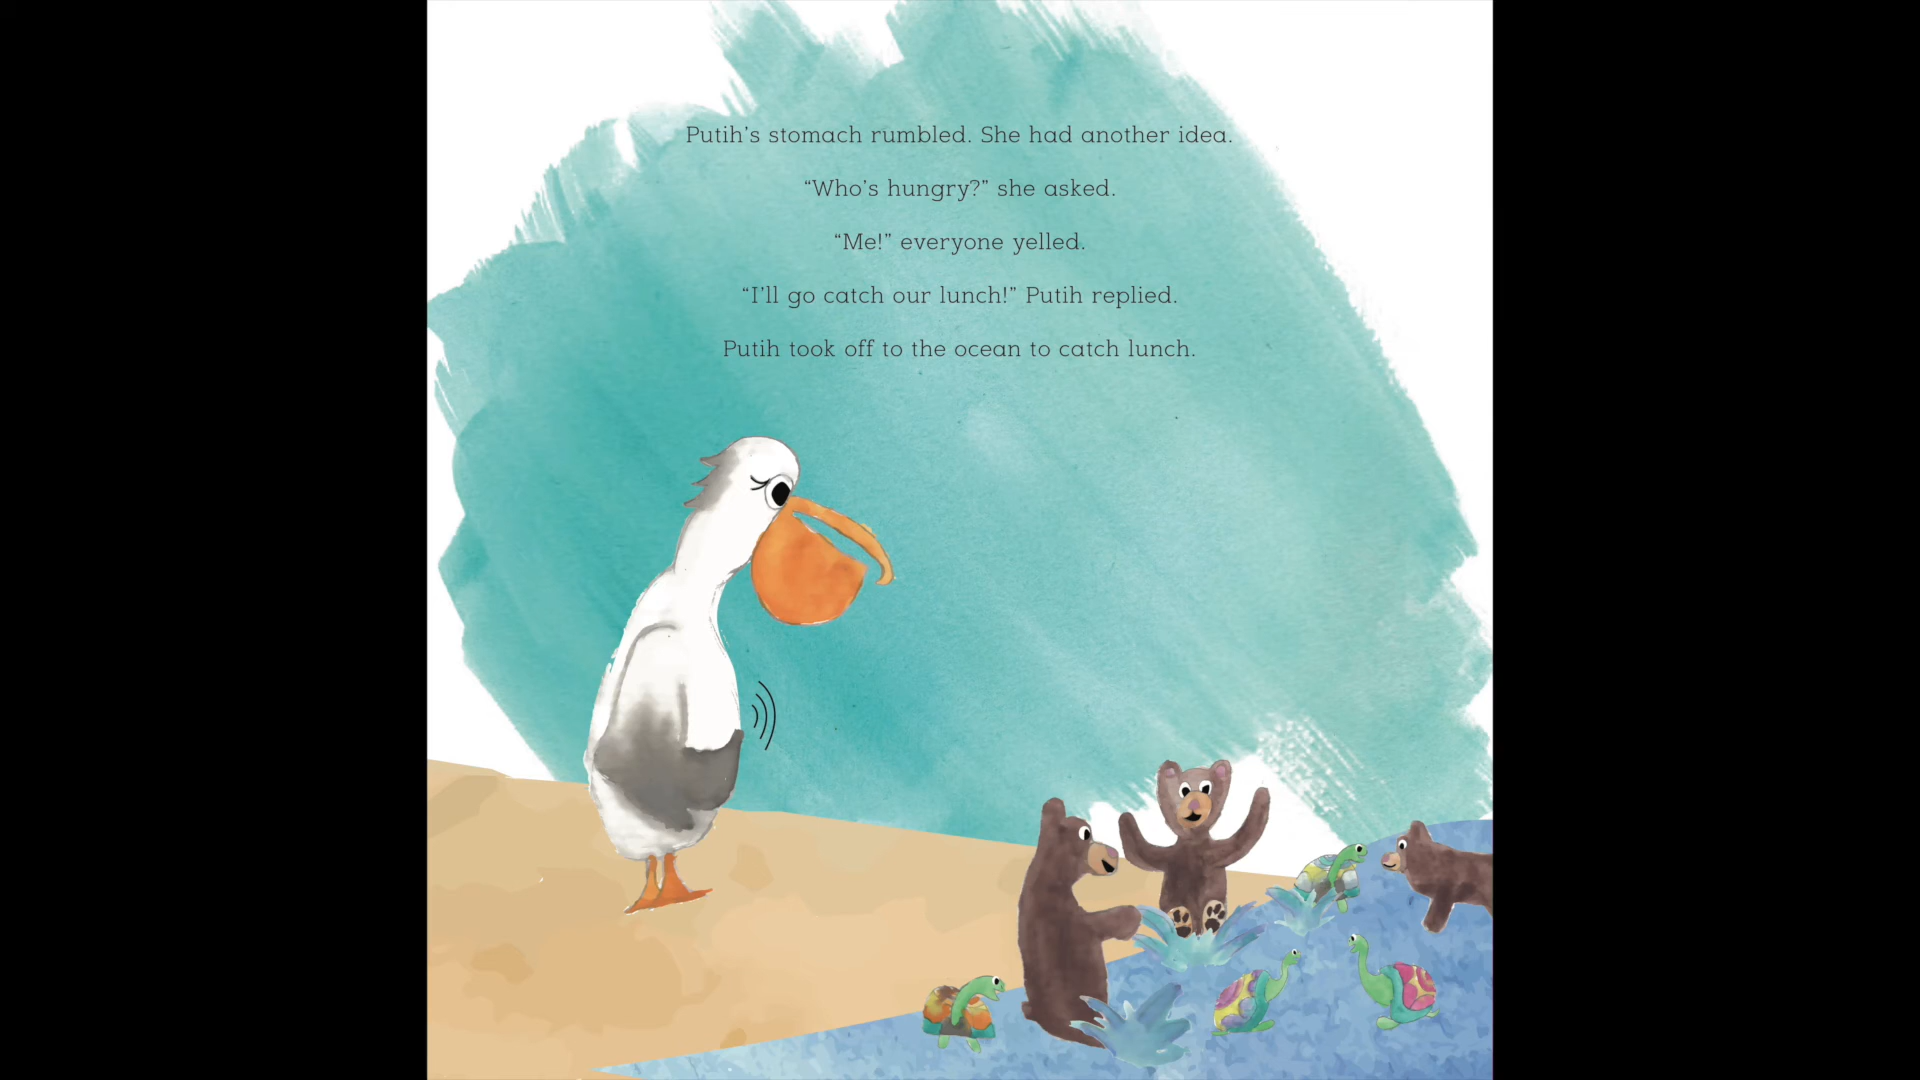 Putih’s stomach rumbled. She had another idea.
“Who’s hungry?” she asked.
“Me!” everyone yelled.
“I’ll go catch our lunch!” Putih replied.
Putih took off to the ocean to catch lunch.